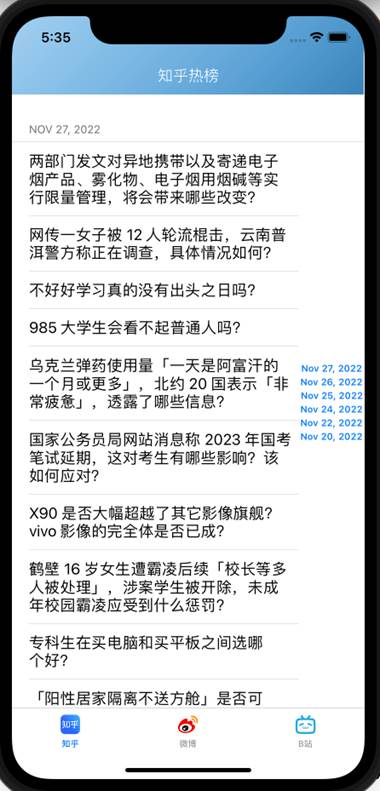 5:35
知乎热榜
NOV 27, 2022
两部门发文对异地携带以及寄递电子
烟产品、雾化物、电子烟用烟碱等实
行限量管理，将会带来哪些改变？
网传一女子被 12 人轮流棍击，云南普
洱警方称正在调查，具体情况如何？
不好好学习真的没有出头之日吗？
985 大学生会看不起普通人吗？
乌克兰弹药使用量「一天是阿富汗的
一个月或更多」，北约 20 国表示「非
常疲惫」，透露了哪些信息？
国家公务员局网站消息称 2023 年国考
笔试延期，这对考生有哪些影响？该
如何应对？
X90 是否大幅超越了其它影像旗舰？
vivo 影像的完全体是否已成？
鹤壁 16 岁女生遭霸凌后续「校长等多
人被处理」，涉案学生被开除，未成
年校园霸凌应受到什么惩罚？
专科生在买电脑和买平板之间选哪
个好？
「阳性居家隔离不送方舱」是否可
Nov 27, 2022
Nov 26, 2022
Nov 25, 2022
Nov 24, 2022
Nov 22, 2022
Nov 20, 2022
知乎
知乎
微博
B站